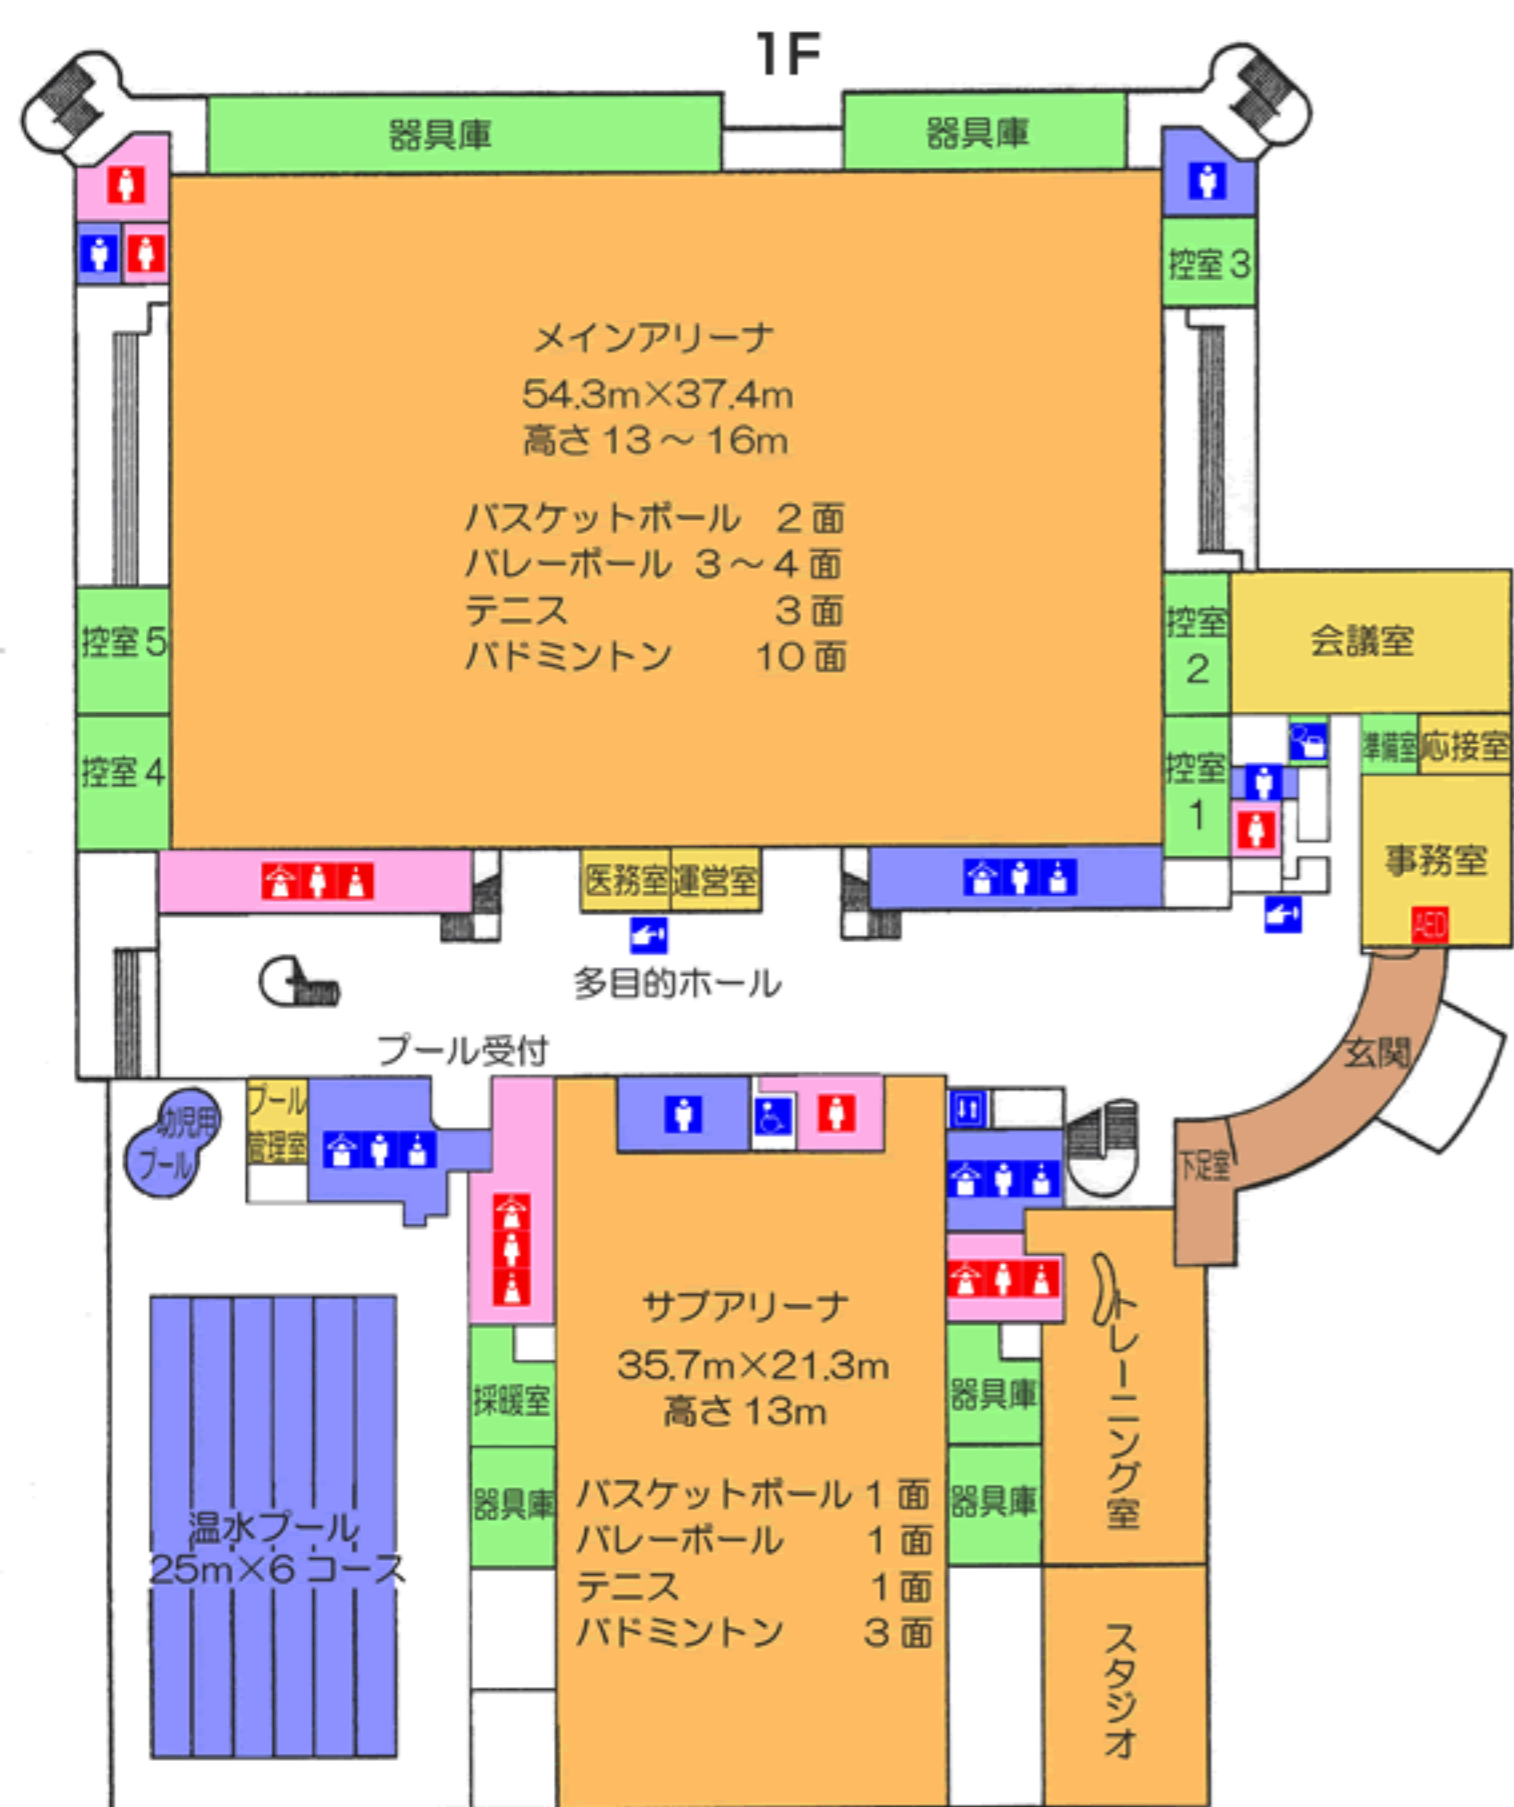 1F
器具庫
器具庫
控室3
メインアリーナ
54.3m×37.4m
高さ13～16m
バスケットボール 2面
バレーボール 3～4面
テニス 3面
バドミントン 10面
控室5
控室
2
会議室
控室4
控室
1
準備室
応接室
事務室
AED
医務室
運営室
多目的ホール
プール受付
玄関
下足室
幼児用
プール
プール
管理室
サブアリーナ
35.7m×21.3m
高さ13m
バスケットボール 1面
バレーボール 1面
テニス 1面
バドミントン 3面
採暖室
器具庫
器具庫
器具庫
トレーニング室
スタジオ
温水プール
25m×6コース